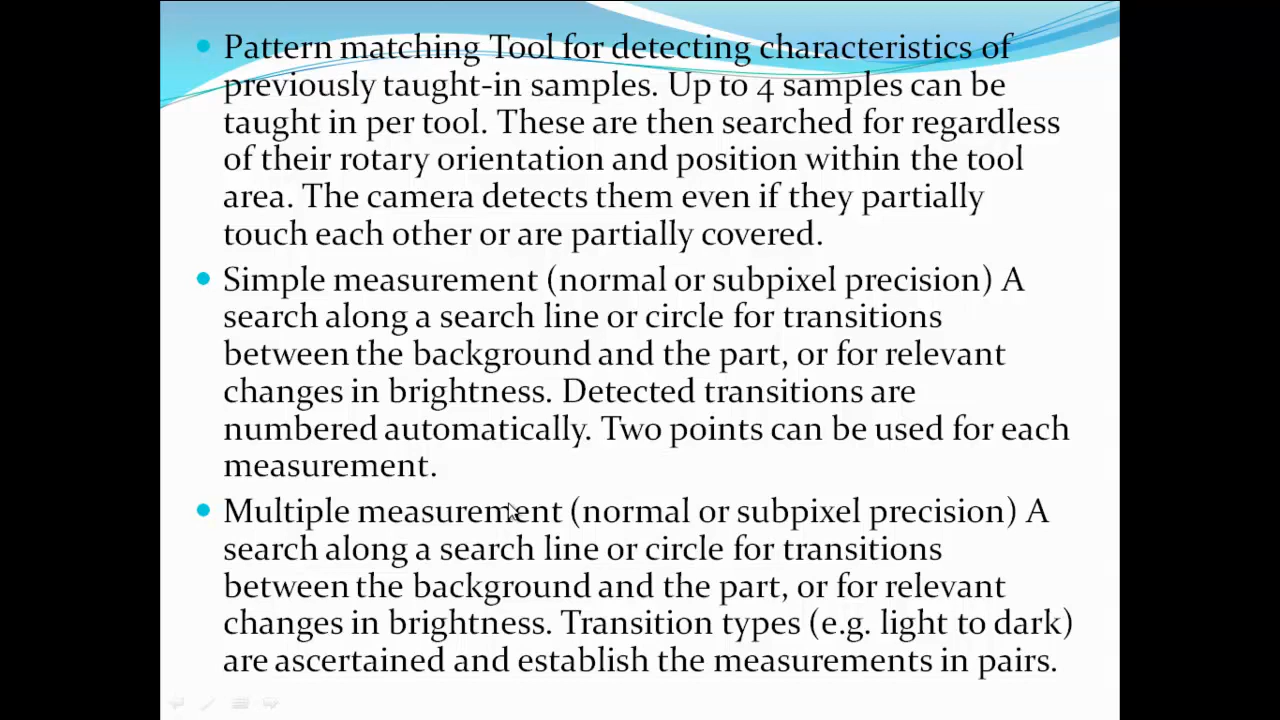 • Pattern matching Tool for detecting characteristics of
previously taught-in samples. Up to 4 samples can be
taught in per tool. These are then searched for regardless
of their rotary orientation and position within the tool
area. The camera detects them even if they partially
touch each other or are partially covered.
• Simple measurement (normal or subpixel precision) A
search along a search line or circle for transitions
between the background and the part, or for relevant
changes in brightness. Detected transitions are
numbered automatically. Two points can be used for each
measurement.
• Multiple measurement (normal or subpixel precision) A
search along a search line or circle for transitions
between the background and the part, or for relevant
changes in brightness. Transition types (e.g. light to dark)
are ascertained and establish the measurements in pairs.